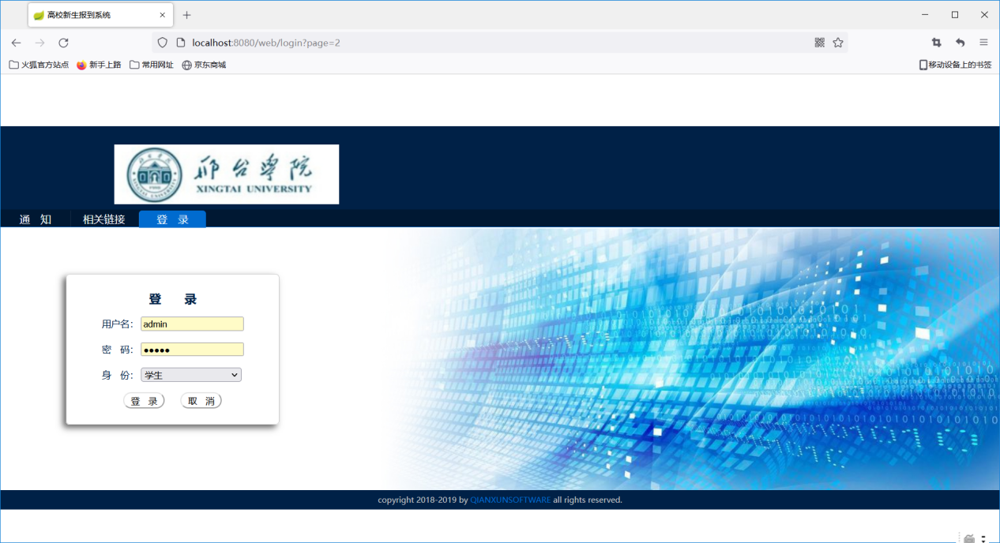 高校新生报到系统
localhost:8080/web/login?page=2
火狐官方站点 新手上路 常用网址 京东商城 移动设备上的书签
邢台学院
XINGTAI UNIVERSITY
通 知 相关链接 登 录
登 录
用户名: admin
密 码: ●●●●●
身 份: 学生
登 录 取 消
copyright 2018-2019 by QIANXUNSOFTWARE all rights reserved.